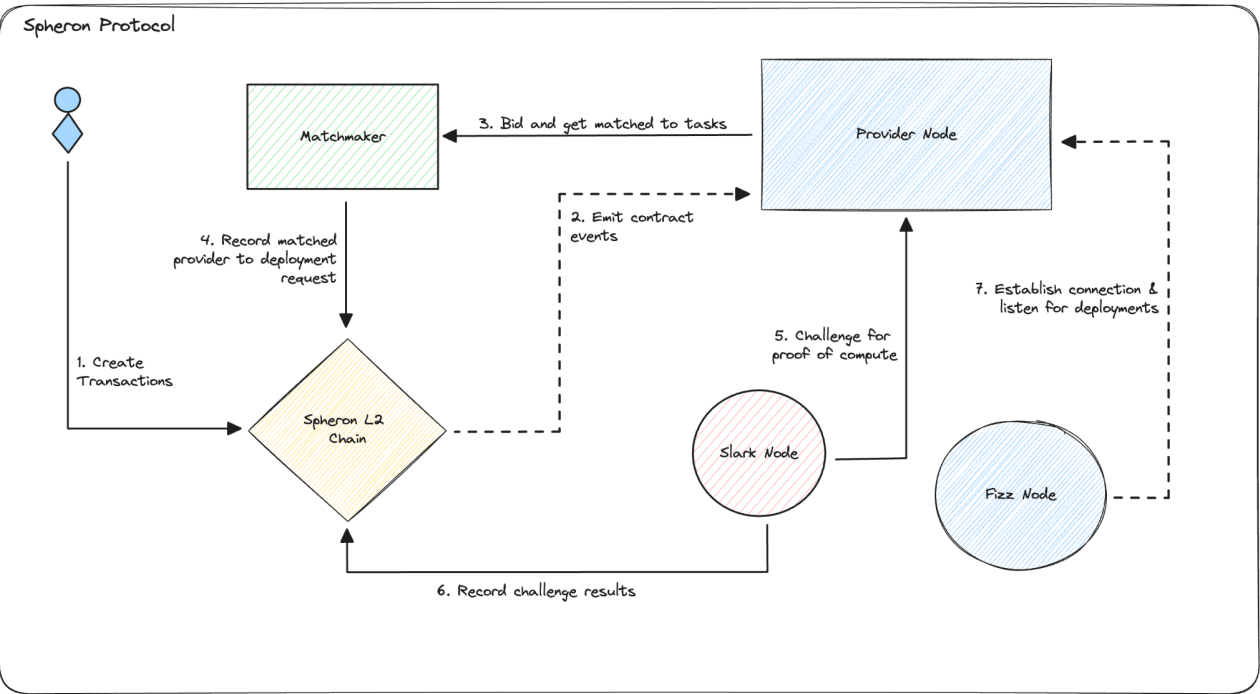 Spheron Protocol
Matchmaker
3. Bid and get matched to tasks
Provider Node
2. Emit contract
events
4. Record matched
provider to deployment
request
7. Establish connection &
listen for deployments
5. Challenge for
proof of compute
1. Create
Transactions
Spheron L2
Chain
Slark Node
Fizz Node
6. Record challenge results